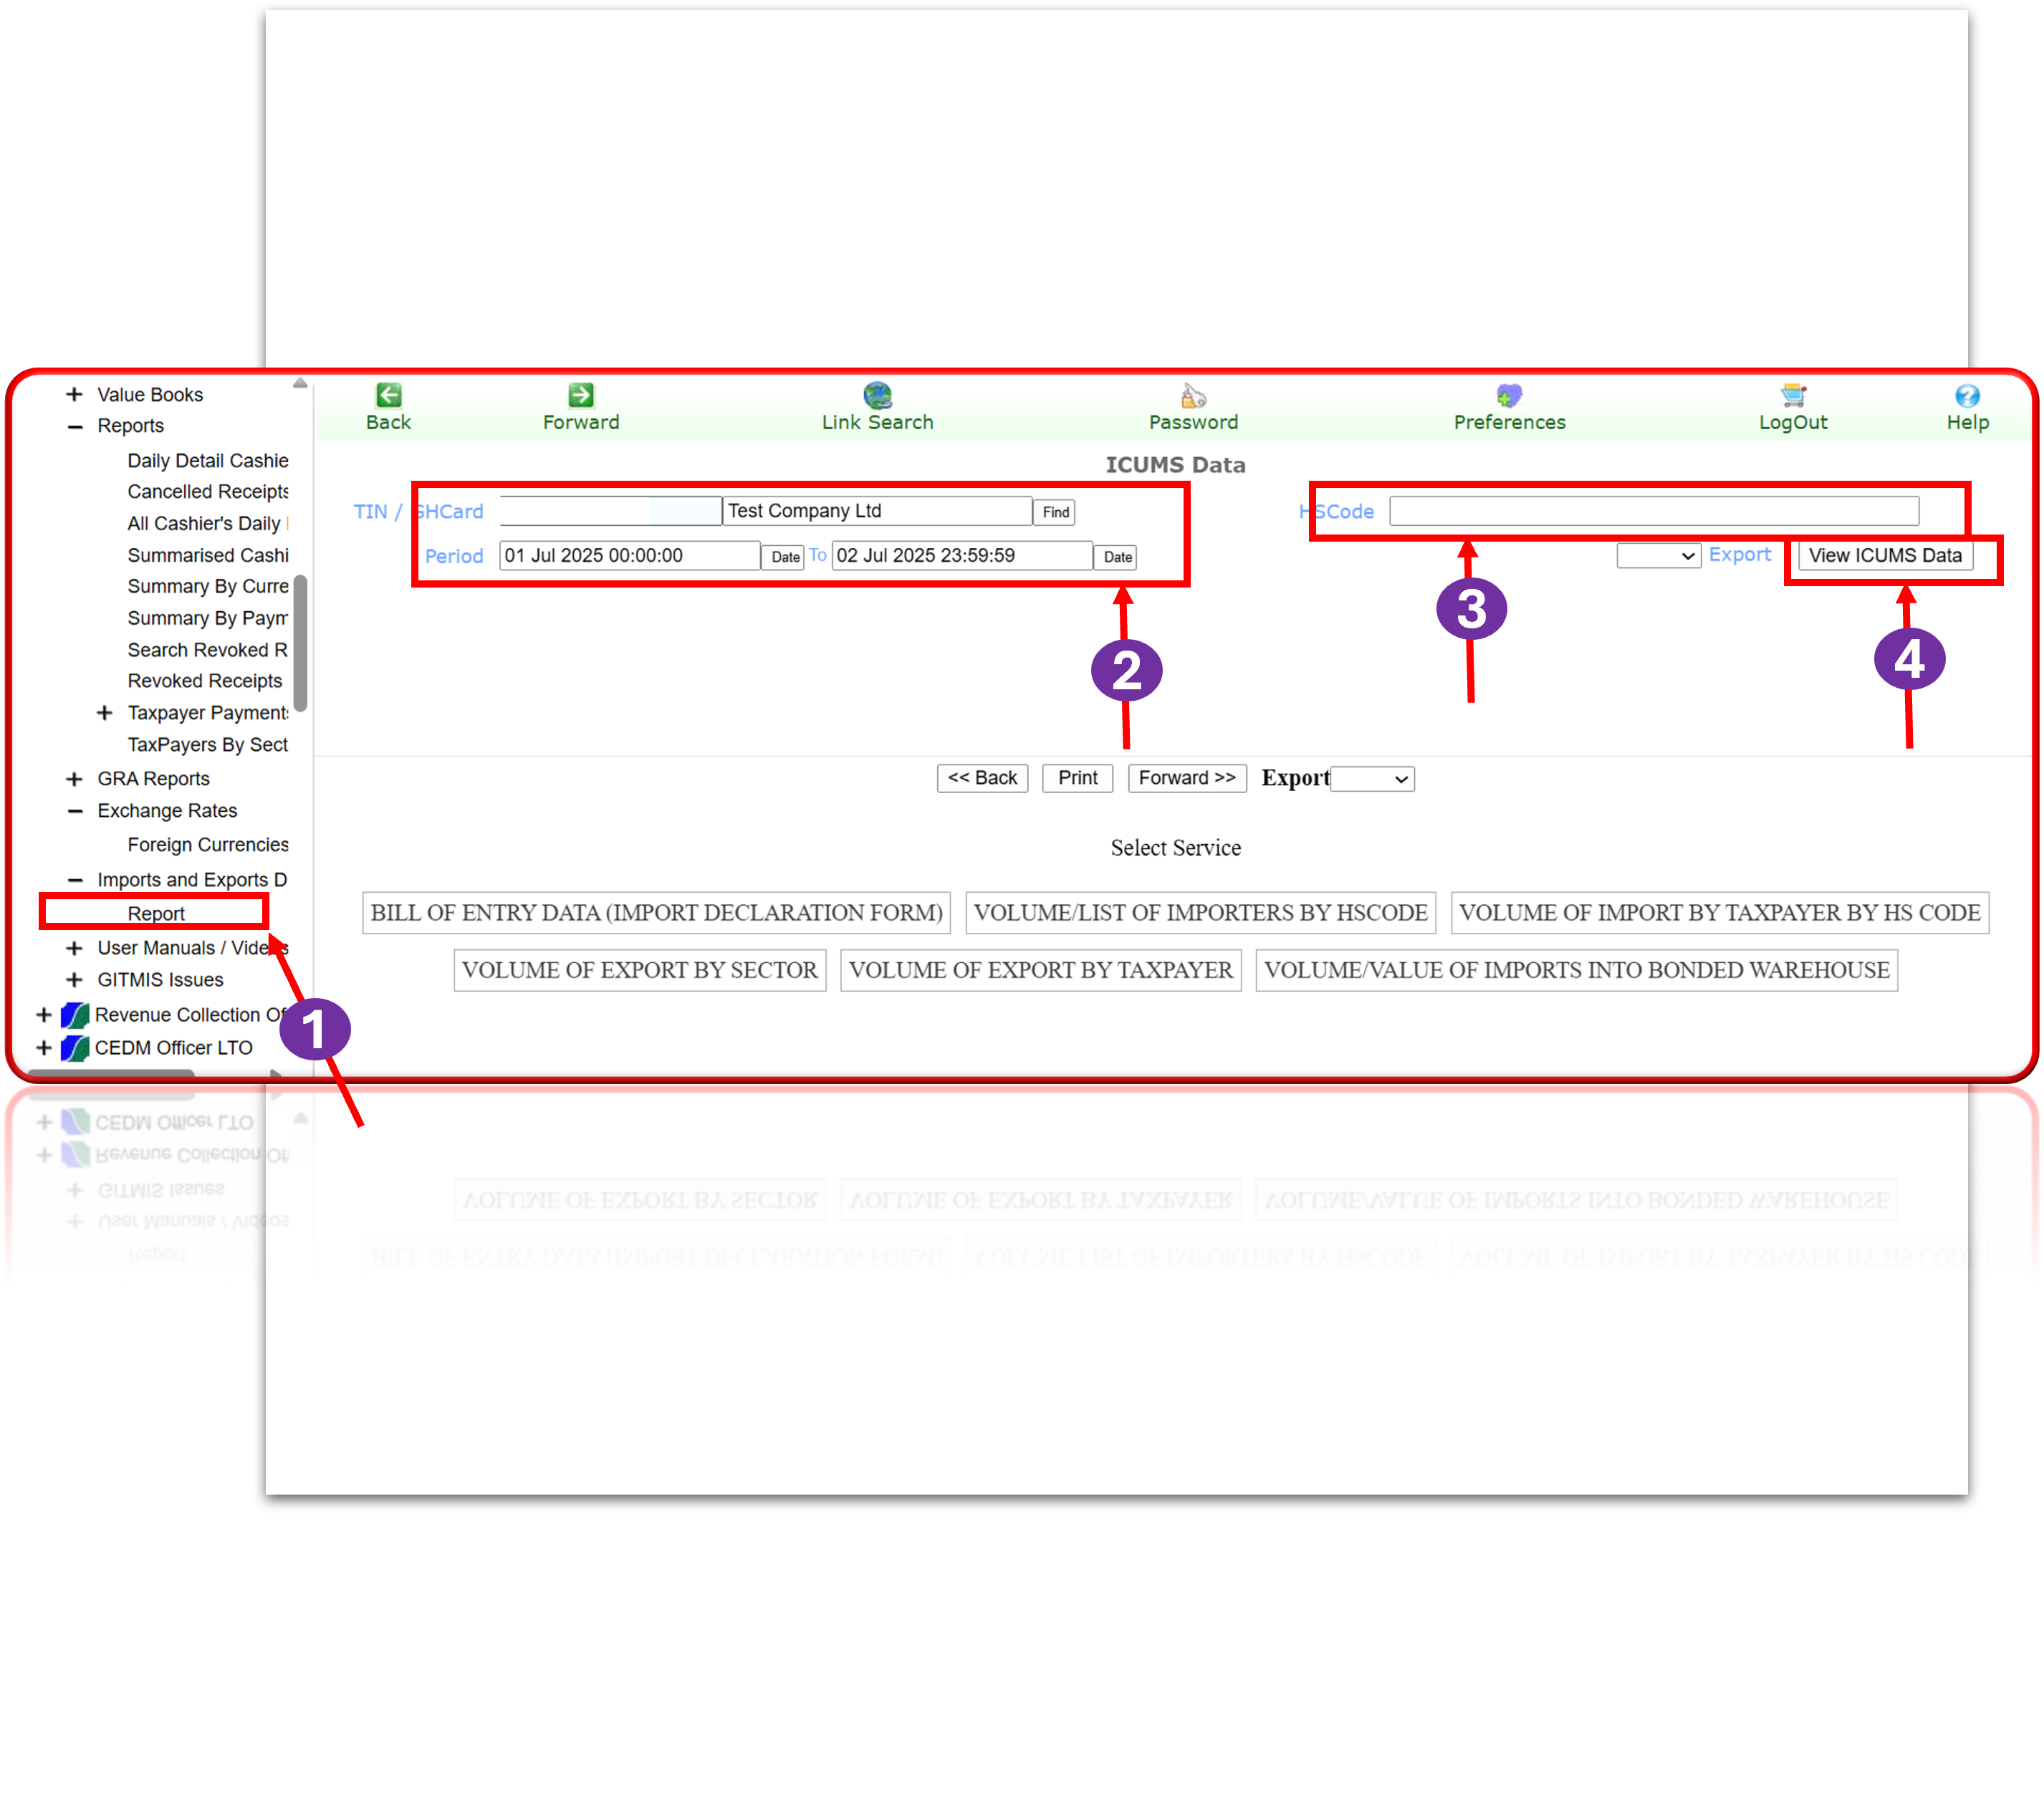 Value Books
Reports
Daily Detail Cashie
Cancelled Receipts
All Cashier's Daily
Summarised Cashi
Summary By Curre
Summary By Paym
Search Revoked R
Revoked Receipts
Taxpayer Payments
TaxPayers By Sect
GRA Reports
Exchange Rates
Foreign Currencies
Imports and Exports D
Report
User Manuals / Videos
GITMIS Issues
Revenue Collection Of
CEDM Officer LTO
1
Back Forward Link Search Password Preferences LogOut Help
ICUMS Data
TIN / GHCard Test Company Ltd Find HSCode
Period 01 Jul 2025 00:00:00 Date To 02 Jul 2025 23:59:59 Date Export View ICUMS Data
2 3 4
<< Back Print Forward >> Export
Select Service
BILL OF ENTRY DATA (IMPORT DECLARATION FORM) VOLUME/LIST OF IMPORTERS BY HSCODE VOLUME OF IMPORT BY TAXPAYER BY HS CODE
VOLUME OF EXPORT BY SECTOR VOLUME OF EXPORT BY TAXPAYER VOLUME/VALUE OF IMPORTS INTO BONDED WAREHOUSE